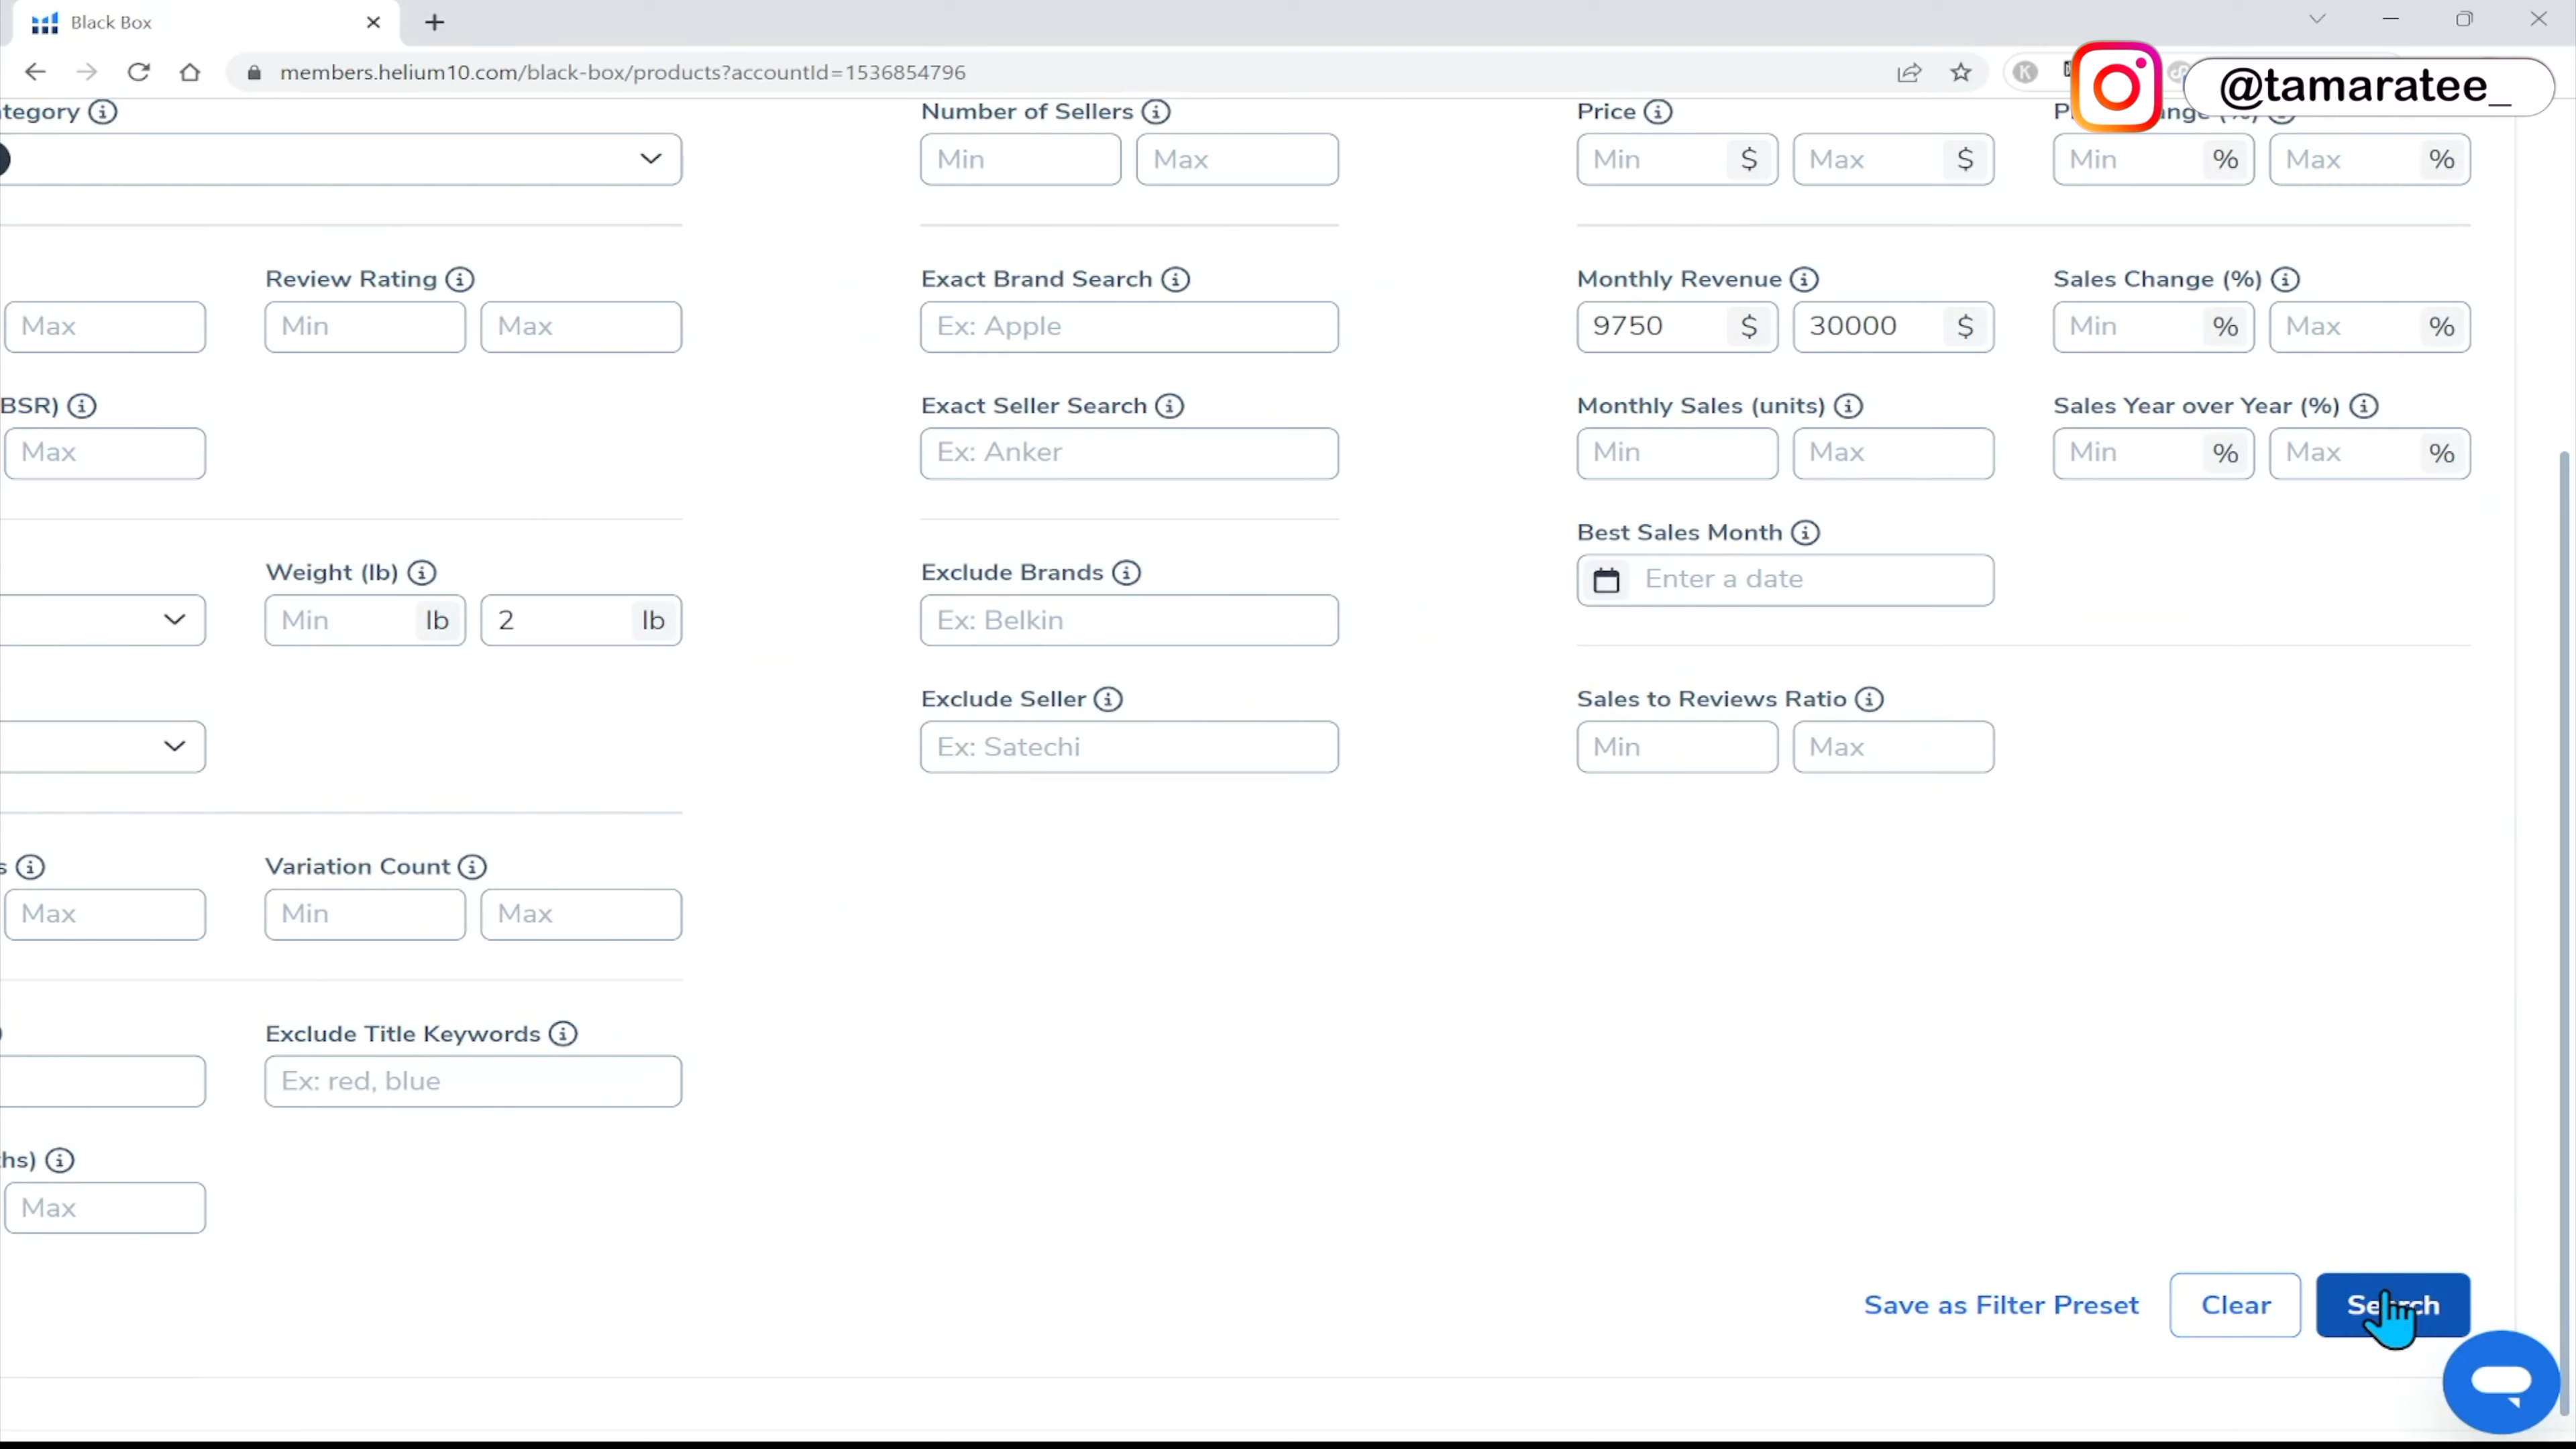 Black Box
members.helium10.com/black-box/products?accountId=1536854796
@tamaratee_
tegory
Number of Sellers
Price
Min
Max
Min $
Max $
Min %
Max %
Review Rating
Exact Brand Search
Monthly Revenue
Sales Change (%)
Max
Min
Max
Ex: Apple
9750 $
30000 $
Min %
Max %
BSR)
Exact Seller Search
Monthly Sales (units)
Sales Year over Year (%)
Max
Ex: Anker
Min
Max
Min %
Max %
Best Sales Month
Enter a date
Weight (lb)
Exclude Brands
Min lb
2 lb
Ex: Belkin
Exclude Seller
Sales to Reviews Ratio
Ex: Satechi
Min
Max
s
Variation Count
Max
Min
Max
Exclude Title Keywords
Ex: red, blue
hs)
Max
Save as Filter Preset
Clear
Search